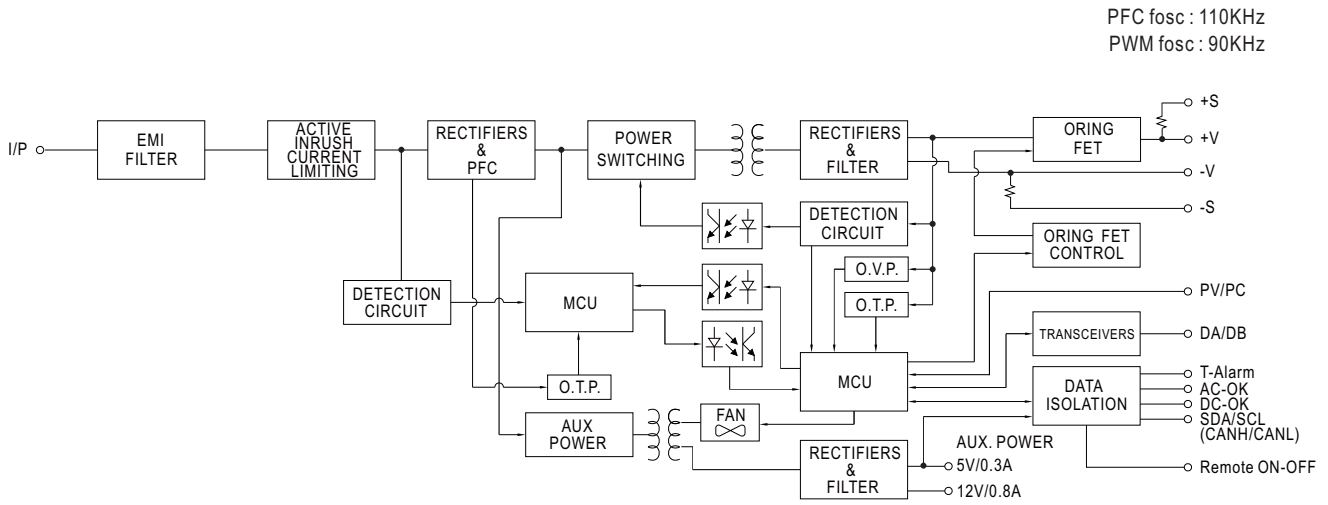 PFC fosc : 110KHz
PWM fosc : 90KHz
I/P
EMI
FILTER
ACTIVE
INRUSH
CURRENT
LIMITING
RECTIFIERS
&
PFC
POWER
SWITCHING
RECTIFIERS
&
FILTER
ORING
FET
+S
+V
-V
-S
DETECTION
CIRCUIT
ORING FET
CONTROL
O.V.P.
O.T.P.
DETECTION
CIRCUIT
MCU
PV/PC
TRANSCEIVERS
DA/DB
MCU
O.T.P.
DATA
ISOLATION
T-Alarm
AC-OK
DC-OK
SDA/SCL
(CANH/CANL)
AUX
POWER
FAN
RECTIFIERS
&
FILTER
AUX. POWER
5V/0.3A
12V/0.8A
Remote ON-OFF